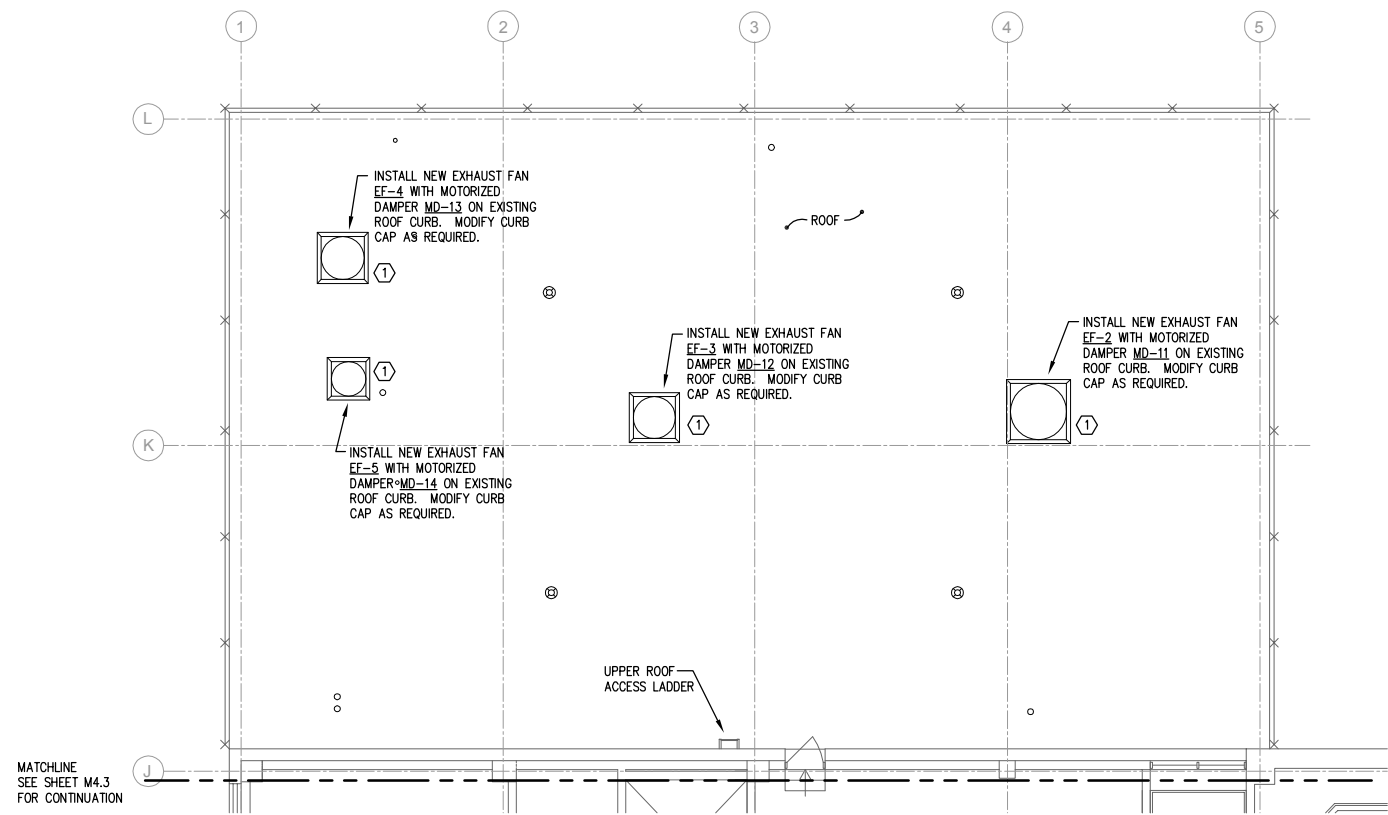 1
2
3
4
5
L
INSTALL NEW EXHAUST FAN
EF-4 WITH MOTORIZED
DAMPER MD-13 ON EXISTING
ROOF CURB. MODIFY CURB
CAP AS REQUIRED.
1
ROOF
INSTALL NEW EXHAUST FAN
EF-3 WITH MOTORIZED
DAMPER MD-12 ON EXISTING
ROOF CURB. MODIFY CURB
CAP AS REQUIRED.
1
INSTALL NEW EXHAUST FAN
EF-2 WITH MOTORIZED
DAMPER MD-11 ON EXISTING
ROOF CURB. MODIFY CURB
CAP AS REQUIRED.
1
1
K
INSTALL NEW EXHAUST FAN
EF-5 WITH MOTORIZED
DAMPER MD-14 ON EXISTING
ROOF CURB. MODIFY CURB
CAP AS REQUIRED.
UPPER ROOF
ACCESS LADDER
J
MATCHLINE
SEE SHEET M4.3
FOR CONTINUATION